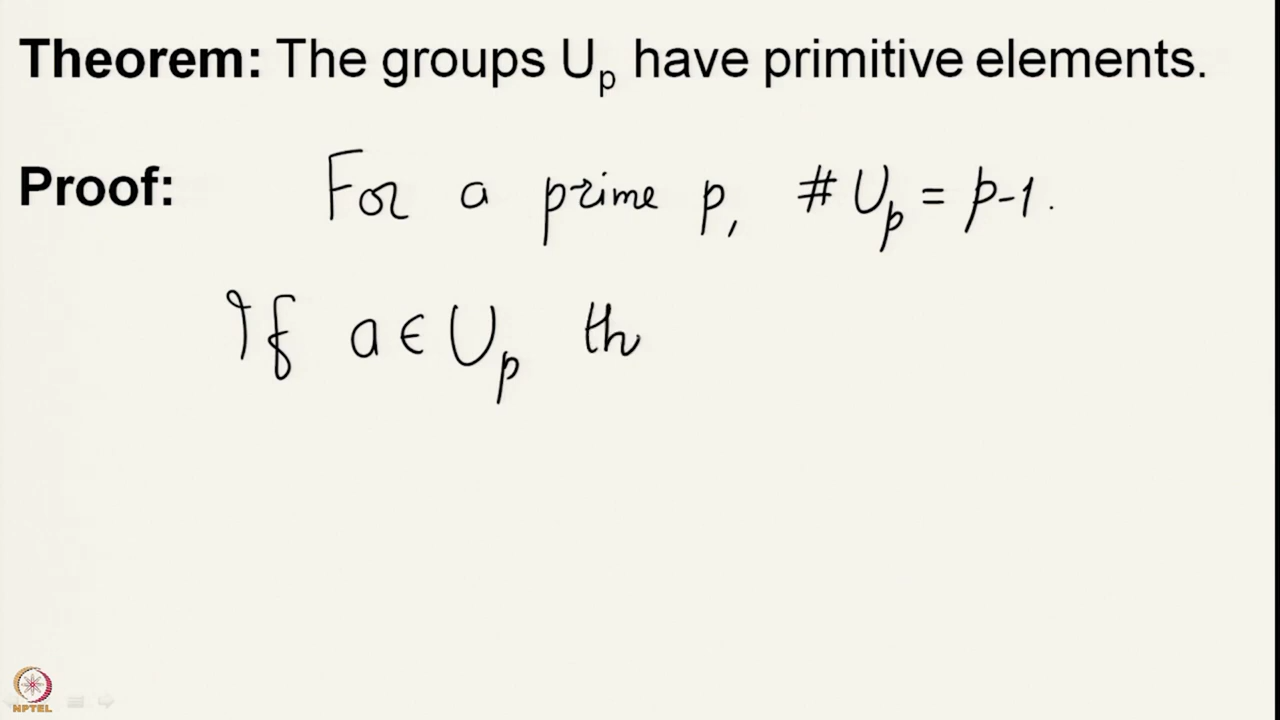 Theorem: The groups Uₚ have primitive elements.
Proof: For a prime p, # Uₚ = p-1.
If a ∈ Uₚ th
NPTEL